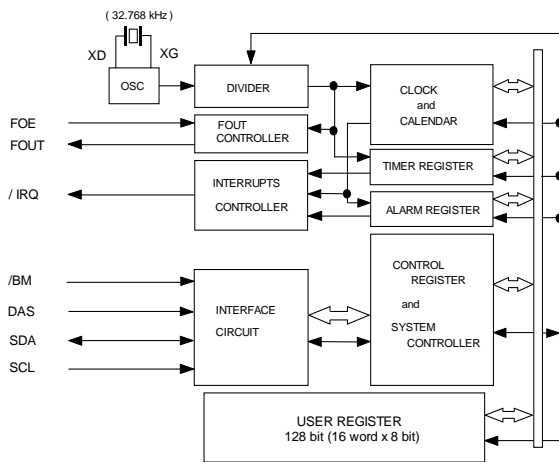 ( 32.768 kHz )
XD
XG
OSC
DIVIDER
CLOCK
and
CALENDAR
FOE
FOUT
FOUT
CONTROLLER
TIMER REGISTER
/ IRQ
INTERRUPTS
CONTROLLER
ALARM REGISTER
/BM
DAS
SDA
SCL
INTERFACE
CIRCUIT
CONTROL
REGISTER
and
SYSTEM
CONTROLLER
USER REGISTER
128 bit (16 word x 8 bit)